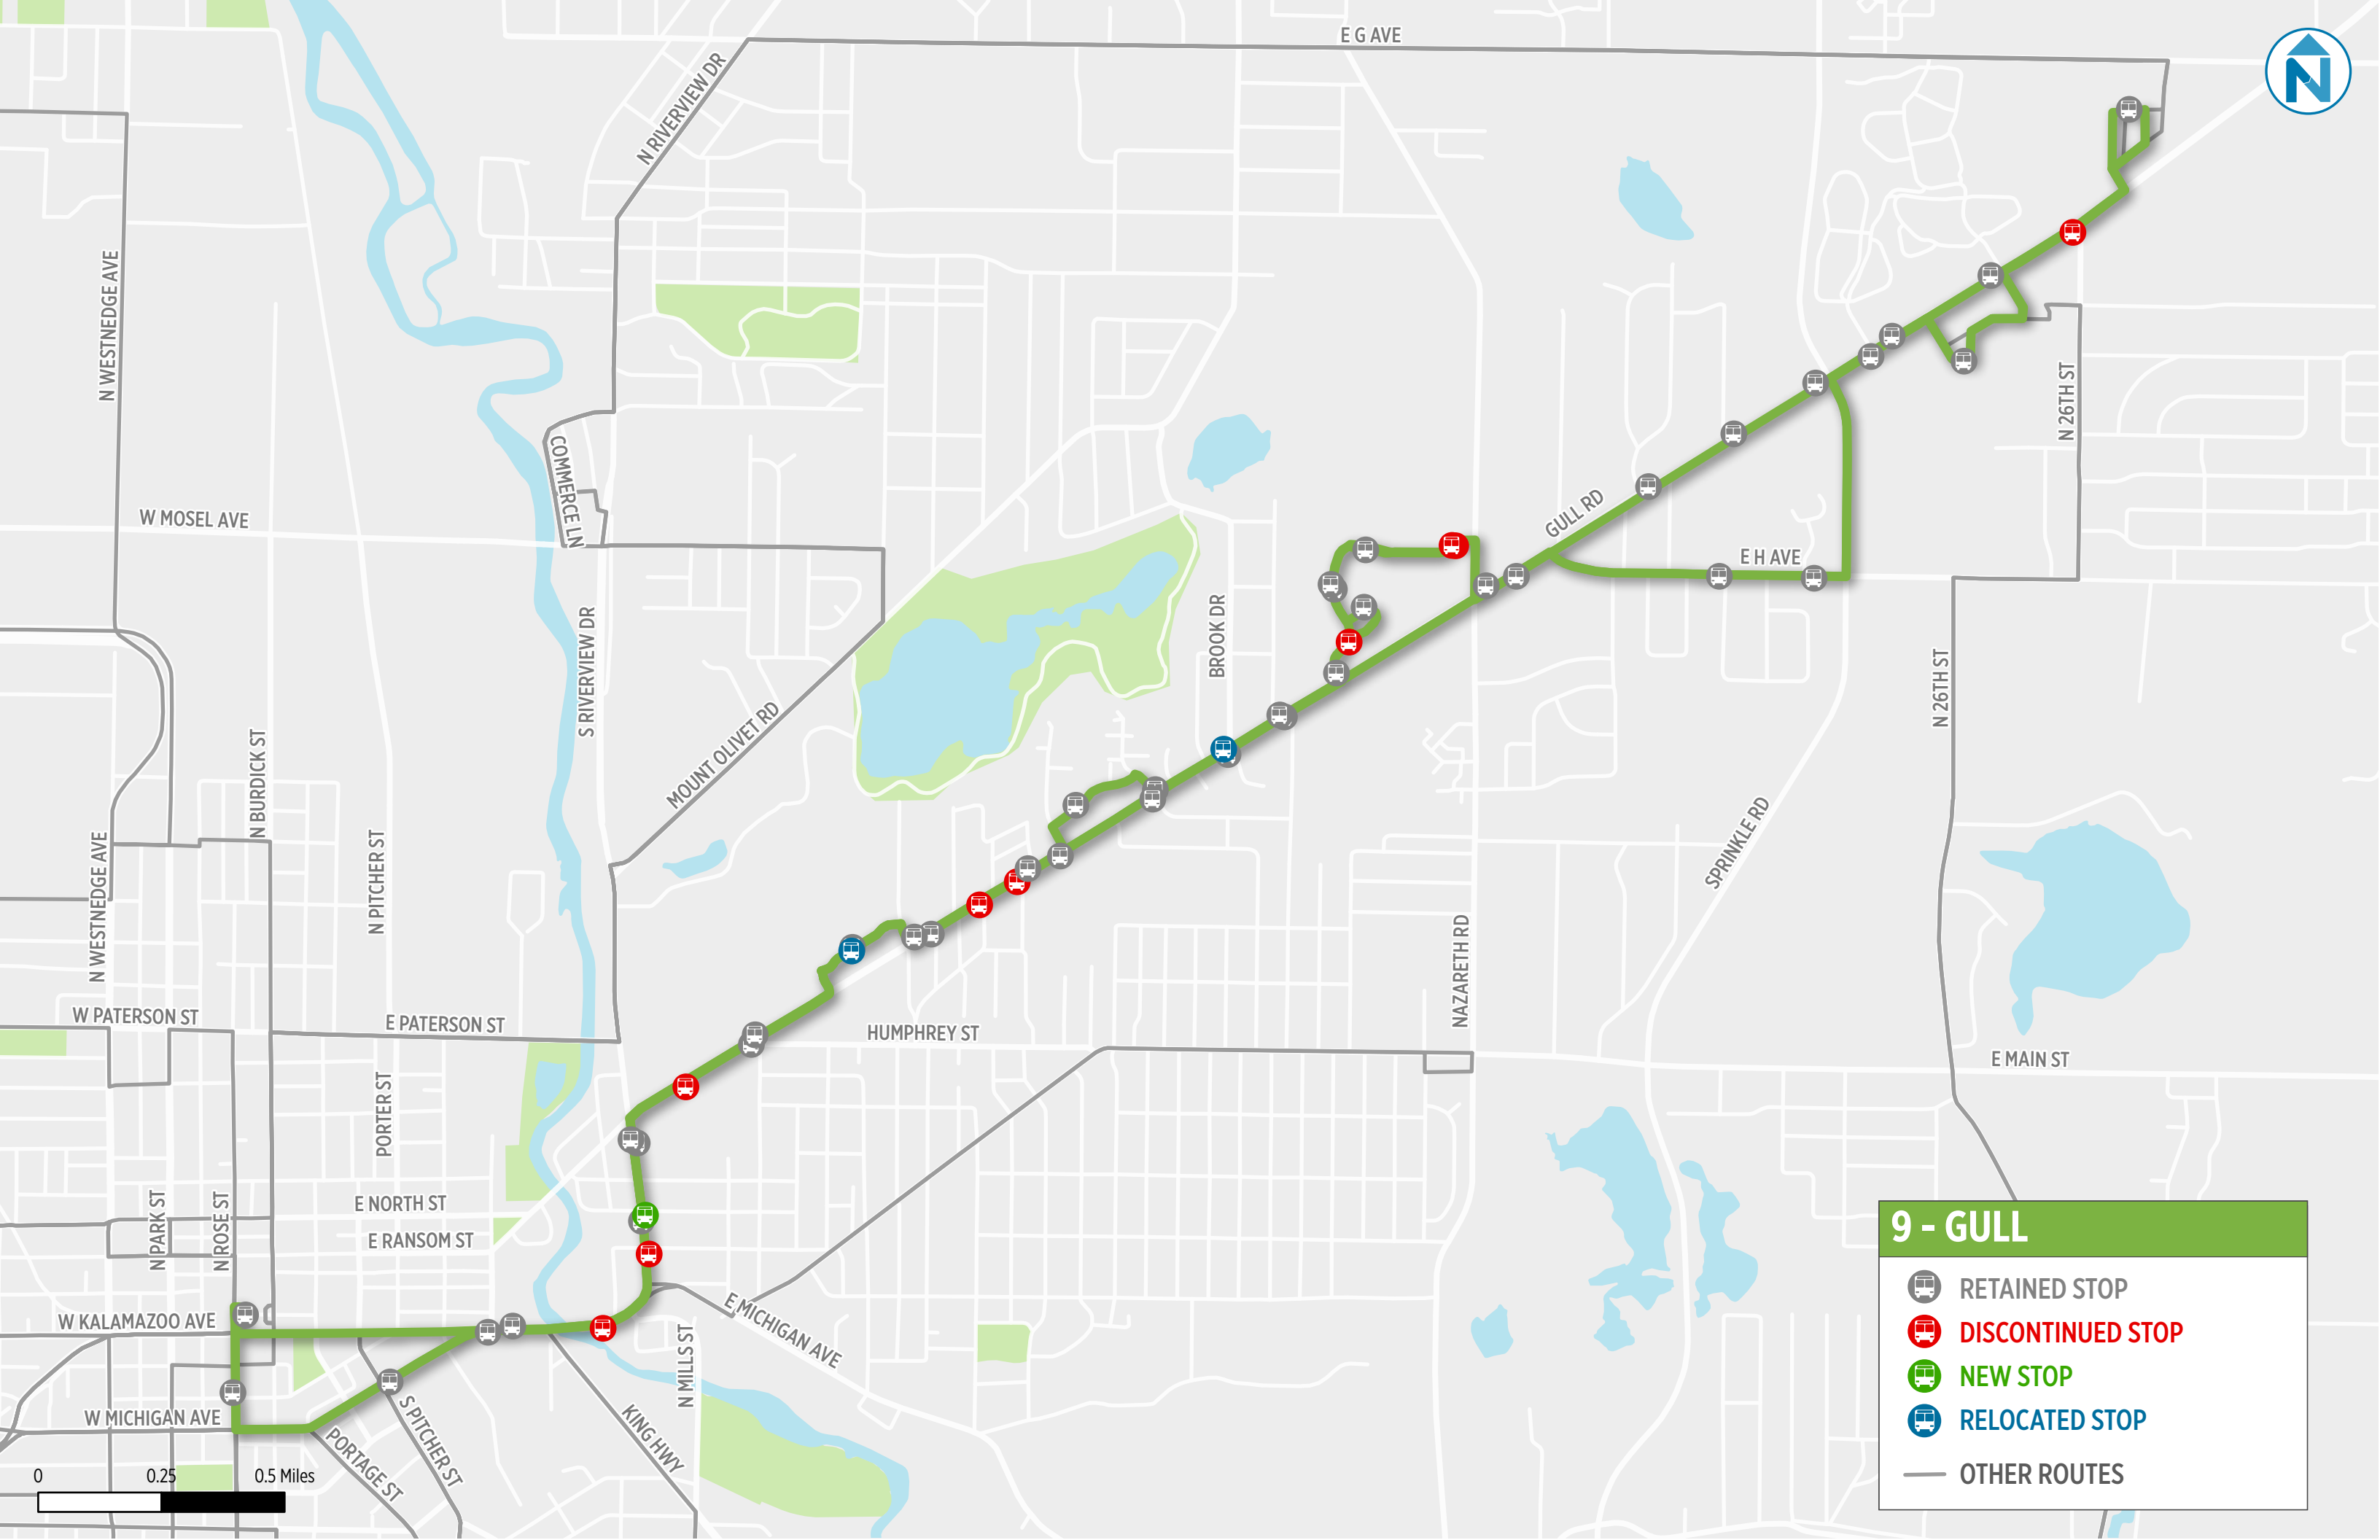 E G AVE
N
N RIVERVIEW DR
N WESTNEDGE AVE
N 26TH ST
COMMERCE LN
W MOSEL AVE
GULL RD
E H AVE
S RIVERVIEW DR
BROOK DR
N 26TH ST
MOUNT OLIVET RD
N BURDICK ST
SPRINKLE RD
N PITCHER ST
N WESTNEDGE AVE
NAZARETH RD
W PATERSON ST
E PATERSON ST
HUMPHREY ST
E MAIN ST
PORTER ST
N PARK ST
N ROSE ST
E NORTH ST
E RANSOM ST
W KALAMAZOO AVE
E MICHIGAN AVE
N MILLS ST
W MICHIGAN AVE
S PITCHER ST
PORTAGE ST
KING HWY
0 0.25 0.5 Miles
9 - GULL
RETAINED STOP
DISCONTINUED STOP
NEW STOP
RELOCATED STOP
OTHER ROUTES